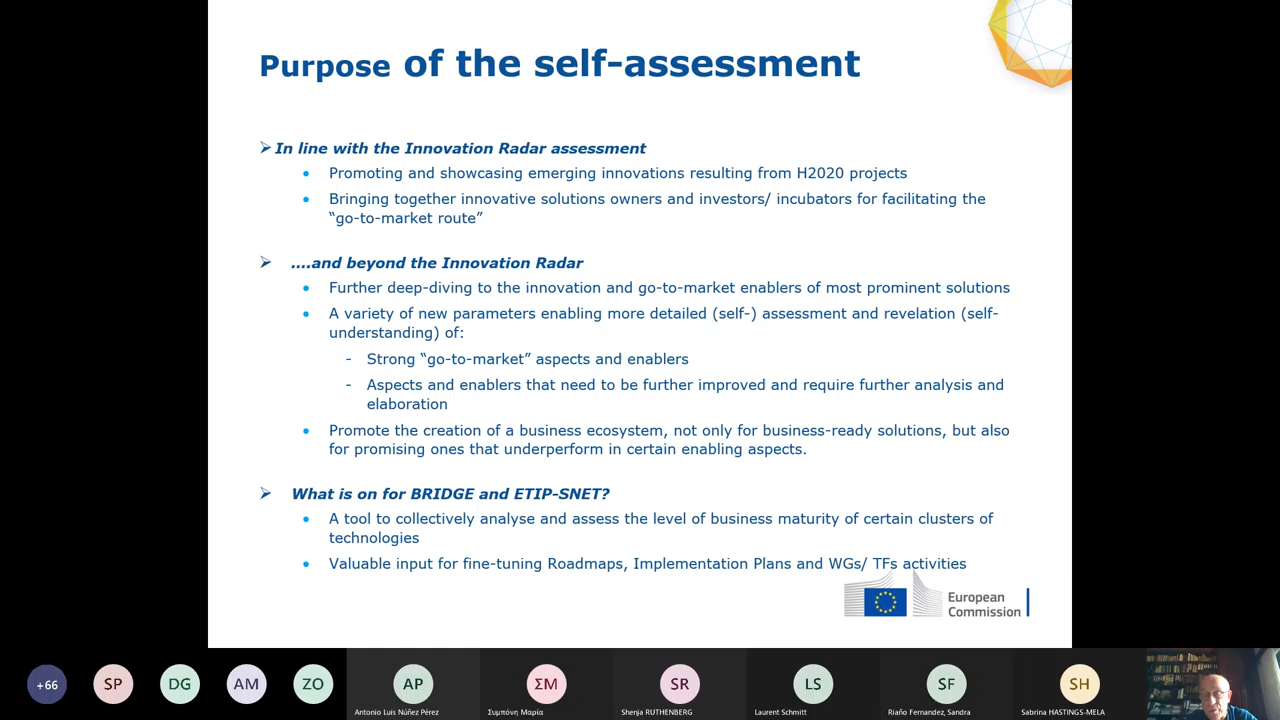 Purpose of the self-assessment
In line with the Innovation Radar assessment
Promoting and showcasing emerging innovations resulting from H2020 projects
Bringing together innovative solutions owners and investors/ incubators for facilitating the
“go-to-market route”
....and beyond the Innovation Radar
Further deep-diving to the innovation and go-to-market enablers of most prominent solutions
A variety of new parameters enabling more detailed (self-) assessment and revelation (self-
understanding) of:
- Strong “go-to-market” aspects and enablers
- Aspects and enablers that need to be further improved and require further analysis and
elaboration
Promote the creation of a business ecosystem, not only for business-ready solutions, but also
for promising ones that underperform in certain enabling aspects.
What is on for BRIDGE and ETIP-SNET?
A tool to collectively analyse and assess the level of business maturity of certain clusters of
technologies
Valuable input for fine-tuning Roadmaps, Implementation Plans and WGs/ TFs activities
European
Commission
+66
SP
DG
AM
ZO
AP
ΣΜ
SR
LS
SF
SH
Antonio Luis Núñez Pérez
Συμπόνη Μαρία
Shenja RUTHENBERG
Laurent Schmitt
Riaño Fernandez, Sandra
Sabrina HASTINGS-MELA